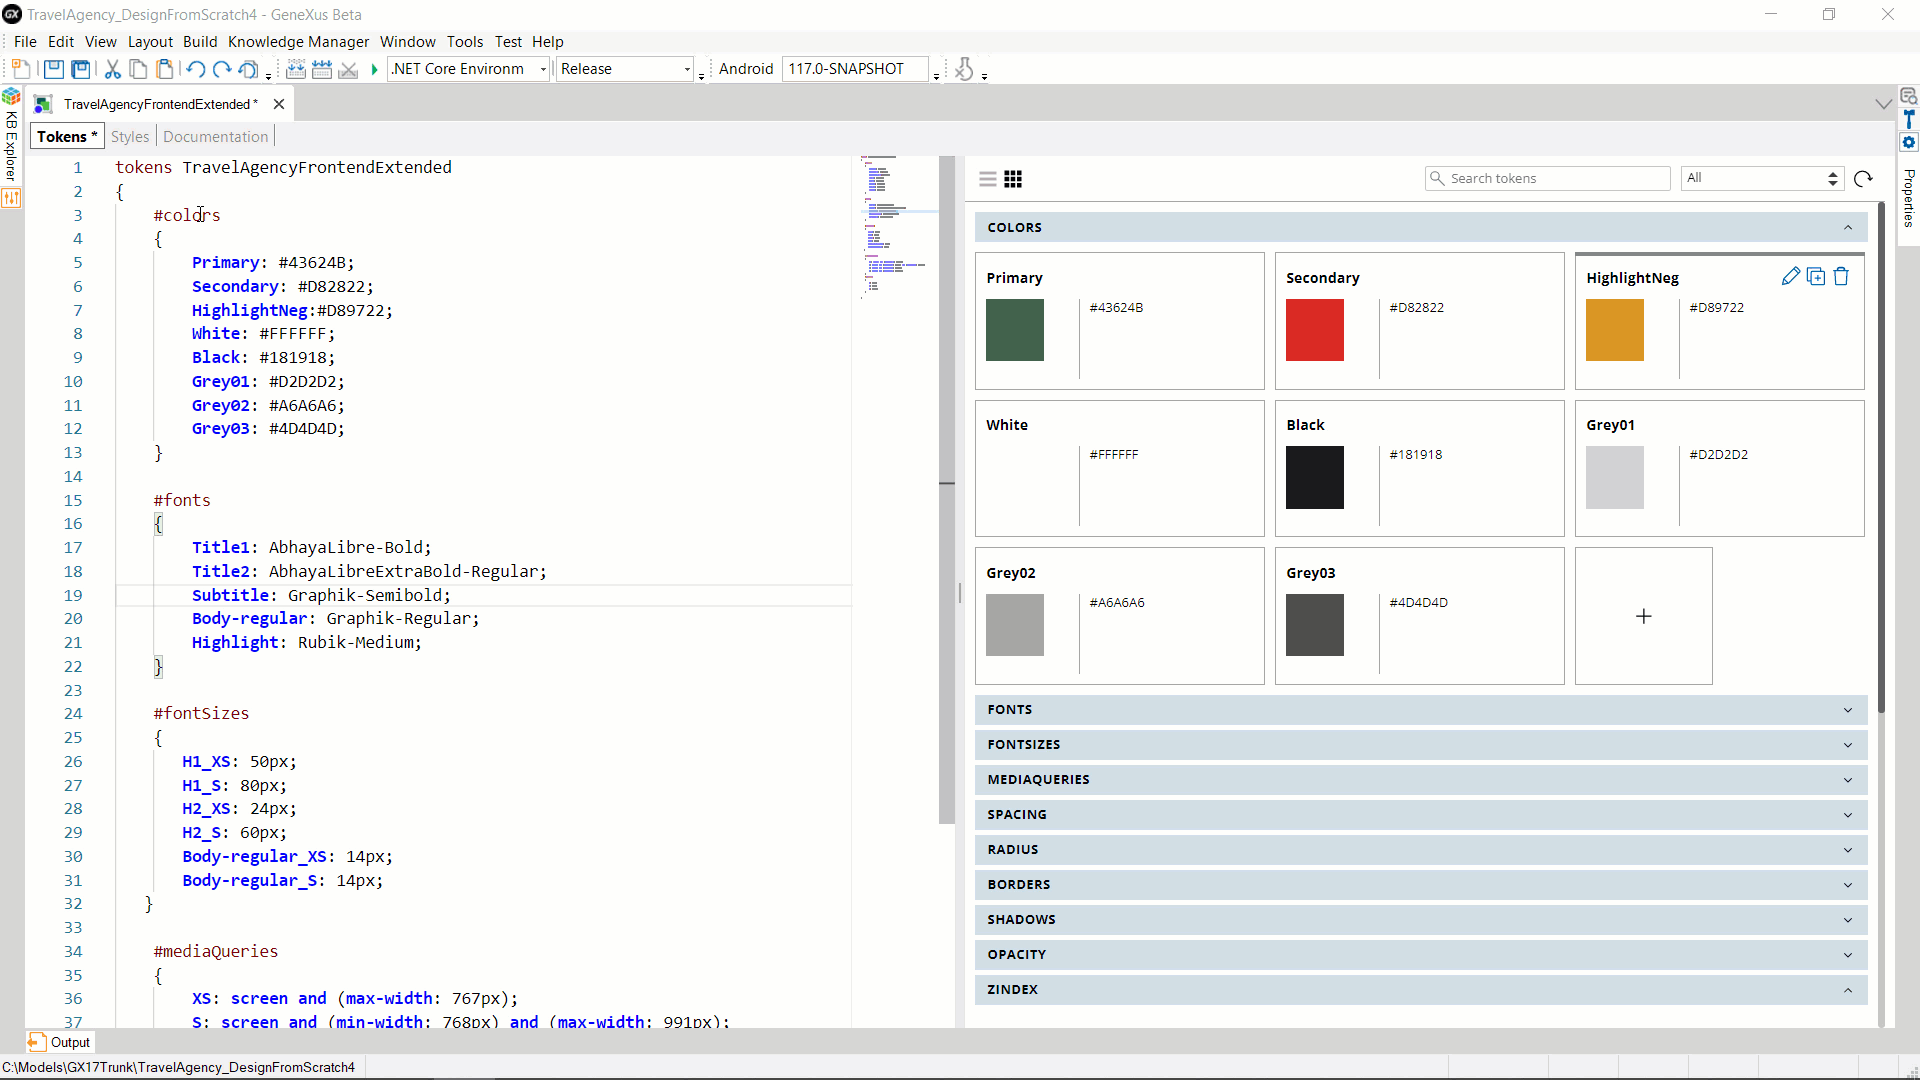 TravelAgency_DesignFromScratch4 - GeneXus Beta
File Edit View Layout Build Knowledge Manager Window Tools Test Help
.NET Core Environm Release Android 117.0-SNAPSHOT
TravelAgencyFrontendExtended *
KB Explorer
Properties
Tokens * Styles Documentation
1 tokens TravelAgencyFrontendExtended
2 {
3 #colors
4 {
5 Primary: #43624B;
6 Secondary: #D82822;
7 HighlightNeg:#D89722;
8 White: #FFFFFF;
9 Black: #181918;
10 Grey01: #D2D2D2;
11 Grey02: #A6A6A6;
12 Grey03: #4D4D4D;
13 }
14
15 #fonts
16 {
17 Title1: AbhayaLibre-Bold;
18 Title2: AbhayaLibreExtraBold-Regular;
19 Subtitle: Graphik-Semibold;
20 Body-regular: Graphik-Regular;
21 Highlight: Rubik-Medium;
22 }
23
24 #fontSizes
25 {
26 H1_XS: 50px;
27 H1_S: 80px;
28 H2_XS: 24px;
29 H2_S: 60px;
30 Body-regular_XS: 14px;
31 Body-regular_S: 14px;
32 }
33
34 #mediaQueries
35 {
36 XS: screen and (max-width: 767px);
37 S: screen and (min-width: 768px) and (max-width: 991px);
Search tokens All
COLORS
Primary
#43624B
Secondary
#D82822
HighlightNeg
#D89722
White
#FFFFFF
Black
#181918
Grey01
#D2D2D2
Grey02
#A6A6A6
Grey03
#4D4D4D
+
FONTS
FONTSIZES
MEDIAQUERIES
SPACING
RADIUS
BORDERS
SHADOWS
OPACITY
ZINDEX
Output
C:\Models\GX17Trunk\TravelAgency_DesignFromScratch4